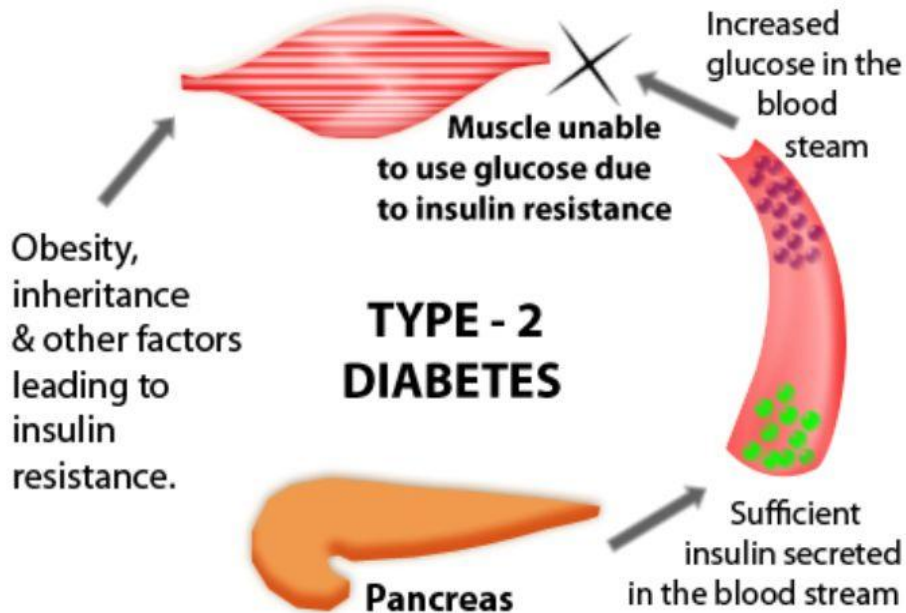 Increased
glucose in the
blood
steam
Muscle unable
to use glucose due
to insulin resistance
Obesity,
inheritance
& other factors
leading to
insulin
resistance.
TYPE - 2
DIABETES
Pancreas
Sufficient
insulin secreted
in the blood stream